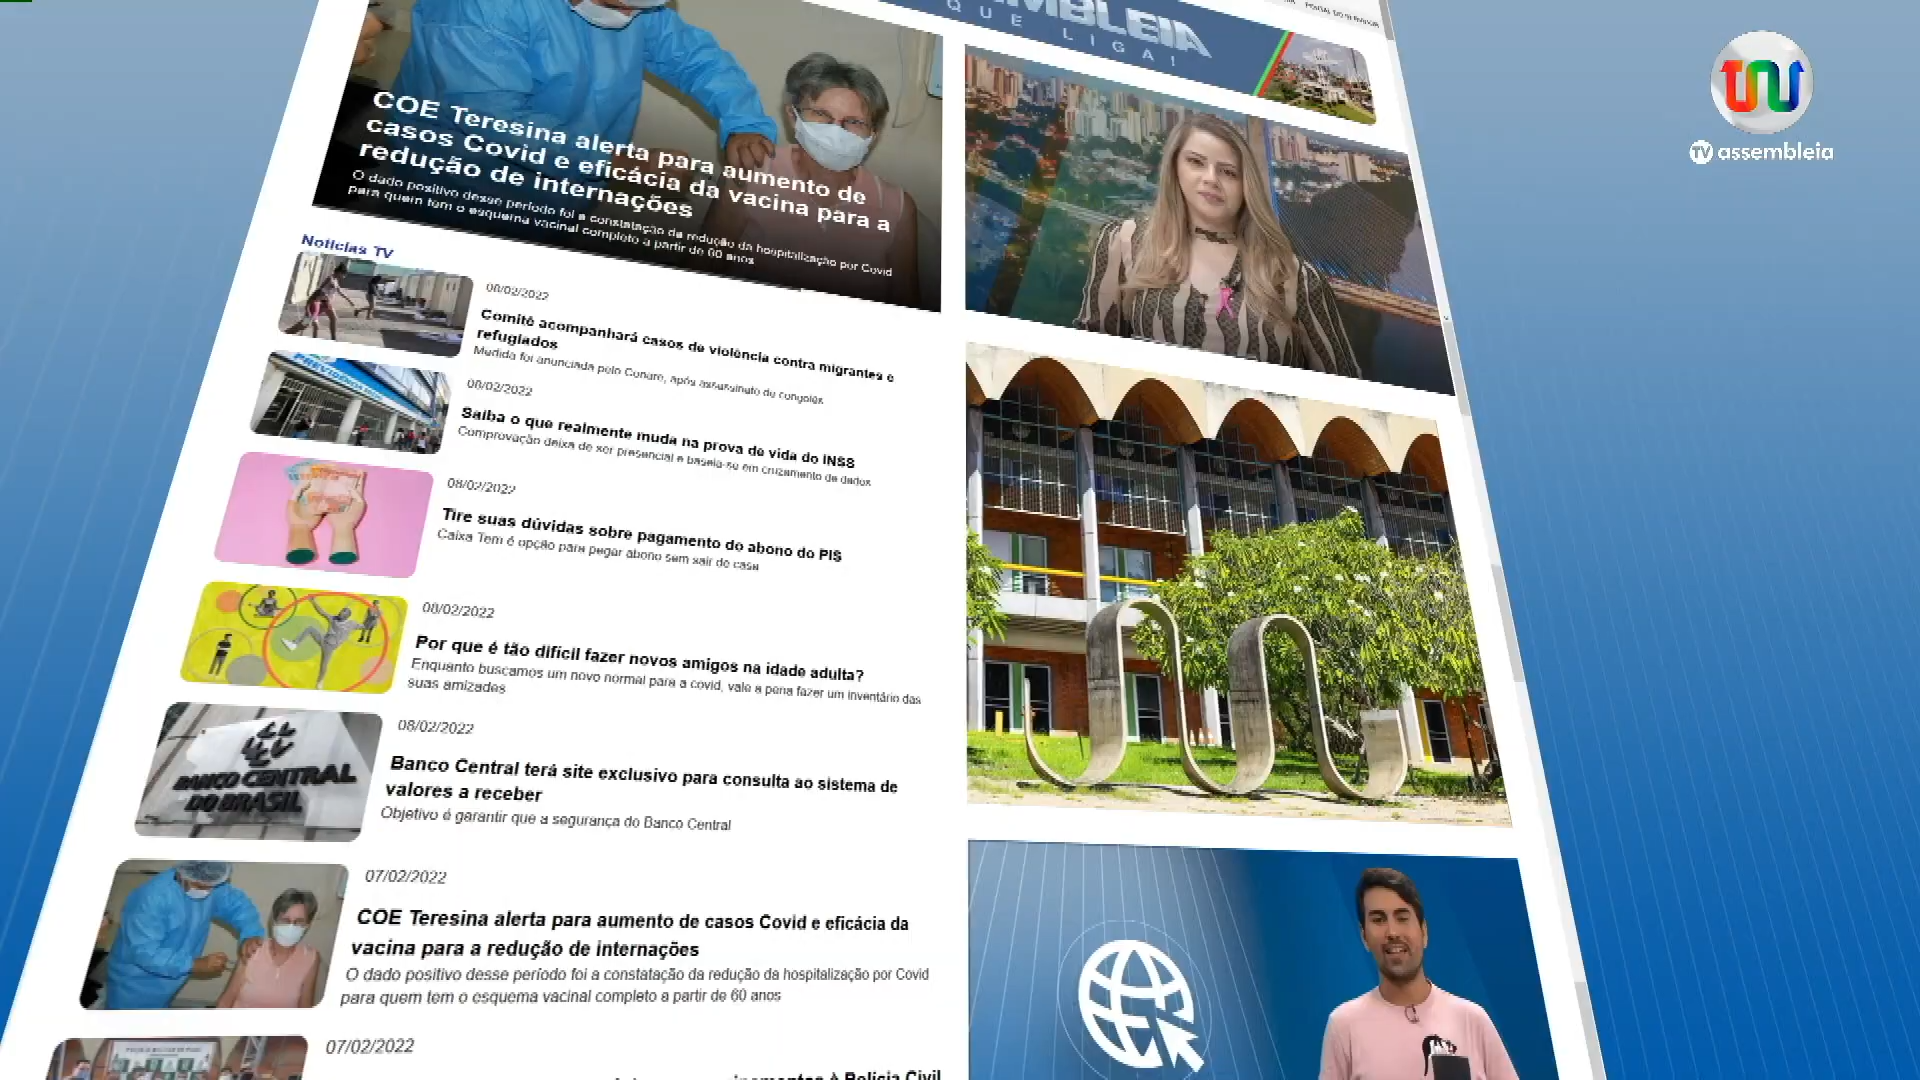 MBLEIA
QUE LIGA!
PORTAL DO SERVIDOR
TV assembleia
COE Teresina alerta para aumento de
casos Covid e eficácia da vacina para a
redução de internações
O dado positivo desse período foi a constatação da redução da hospitalização por Covid
para quem tem o esquema vacinal completo a partir de 60 anos
Notícias TV
08/02/2022
Comitê acompanhará casos de violência contra migrantes e
refugiados
Medida foi anunciada pelo Conare, após assassinato de congolês
PREVIDÊNCIA
08/02/2022
Saiba o que realmente muda na prova de vida do INSS
Comprovação deixa de ser presencial e baseia-se em cruzamento de dados
08/02/2022
Tire suas dúvidas sobre pagamento do abono do PIS
Caixa Tem é opção para pegar abono sem sair de casa
08/02/2022
Por que é tão difícil fazer novos amigos na idade adulta?
Enquanto buscamos um novo normal para a covid, vale a pena fazer um inventário das
suas amizades
BANCO CENTRAL
DO BRASIL
08/02/2022
Banco Central terá site exclusivo para consulta ao sistema de
valores a receber
Objetivo é garantir que a segurança do Banco Central
07/02/2022
COE Teresina alerta para aumento de casos Covid e eficácia da
vacina para a redução de internações
O dado positivo desse período foi a constatação da redução da hospitalização por Covid
para quem tem o esquema vacinal completo a partir de 60 anos
07/02/2022
à Polícia Civil